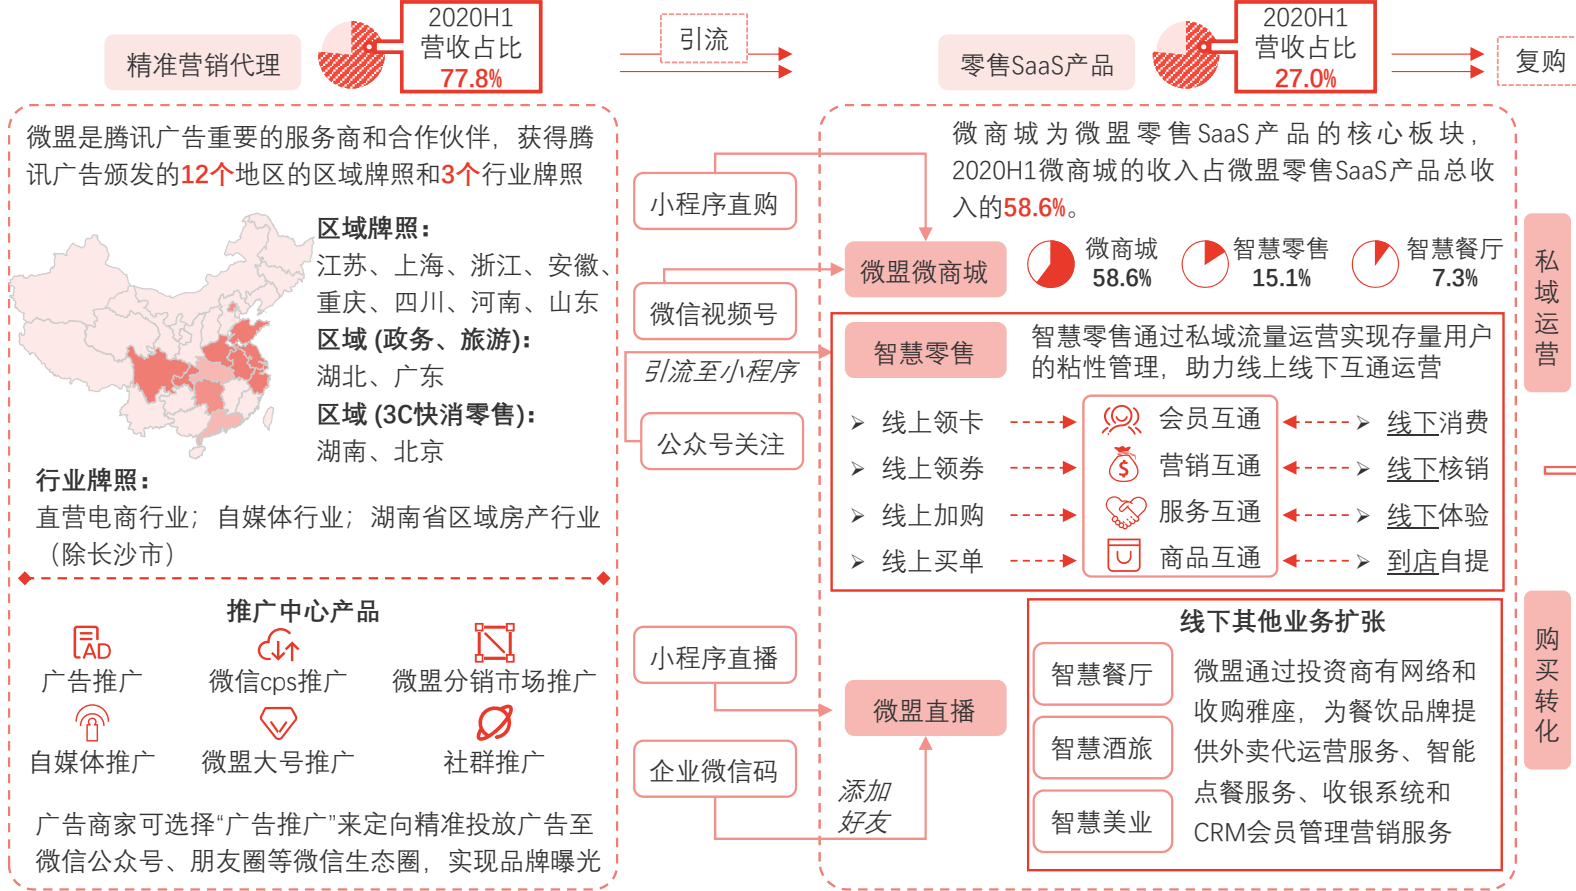 精准营销代理
2020H1
营收占比
77.8%
引流
零售SaaS产品
2020H1
营收占比
27.0%
复购
微盟是腾讯广告重要的服务商和合作伙伴，获得腾
讯广告颁发的12个地区的区域牌照和3个行业牌照
区域牌照：
江苏、上海、浙江、安徽、
重庆、四川、河南、山东
区域 (政务、旅游)：
湖北、广东
区域 (3C快消零售)：
湖南、北京
行业牌照：
直营电商行业；自媒体行业；湖南省区域房产行业
（除长沙市）
推广中心产品
AD
广告推广
微信cps推广
微盟分销市场推广
自媒体推广
微盟大号推广
社群推广
广告商家可选择“广告推广”来定向精准投放广告至
微信公众号、朋友圈等微信生态圈，实现品牌曝光
小程序直购
微信视频号
引流至小程序
公众号关注
小程序直播
企业微信码
添加
好友
微商城为微盟零售SaaS产品的核心板块，
2020H1微商城的收入占微盟零售SaaS产品总收
入的58.6%。
微盟微商城
微商城
58.6%
智慧零售
15.1%
智慧餐厅
7.3%
智慧零售
智慧零售通过私域流量运营实现存量用户
的粘性管理，助力线上线下互通运营
线上领卡
会员互通
线下消费
线上领券
营销互通
线下核销
线上加购
服务互通
线下体验
线上买单
商品互通
到店自提
微盟直播
线下其他业务扩张
智慧餐厅
智慧酒旅
智慧美业
微盟通过投资商有网络和
收购雅座，为餐饮品牌提
供外卖代运营服务、智能
点餐服务、收银系统和
CRM会员管理营销服务
私域运营
购买转化